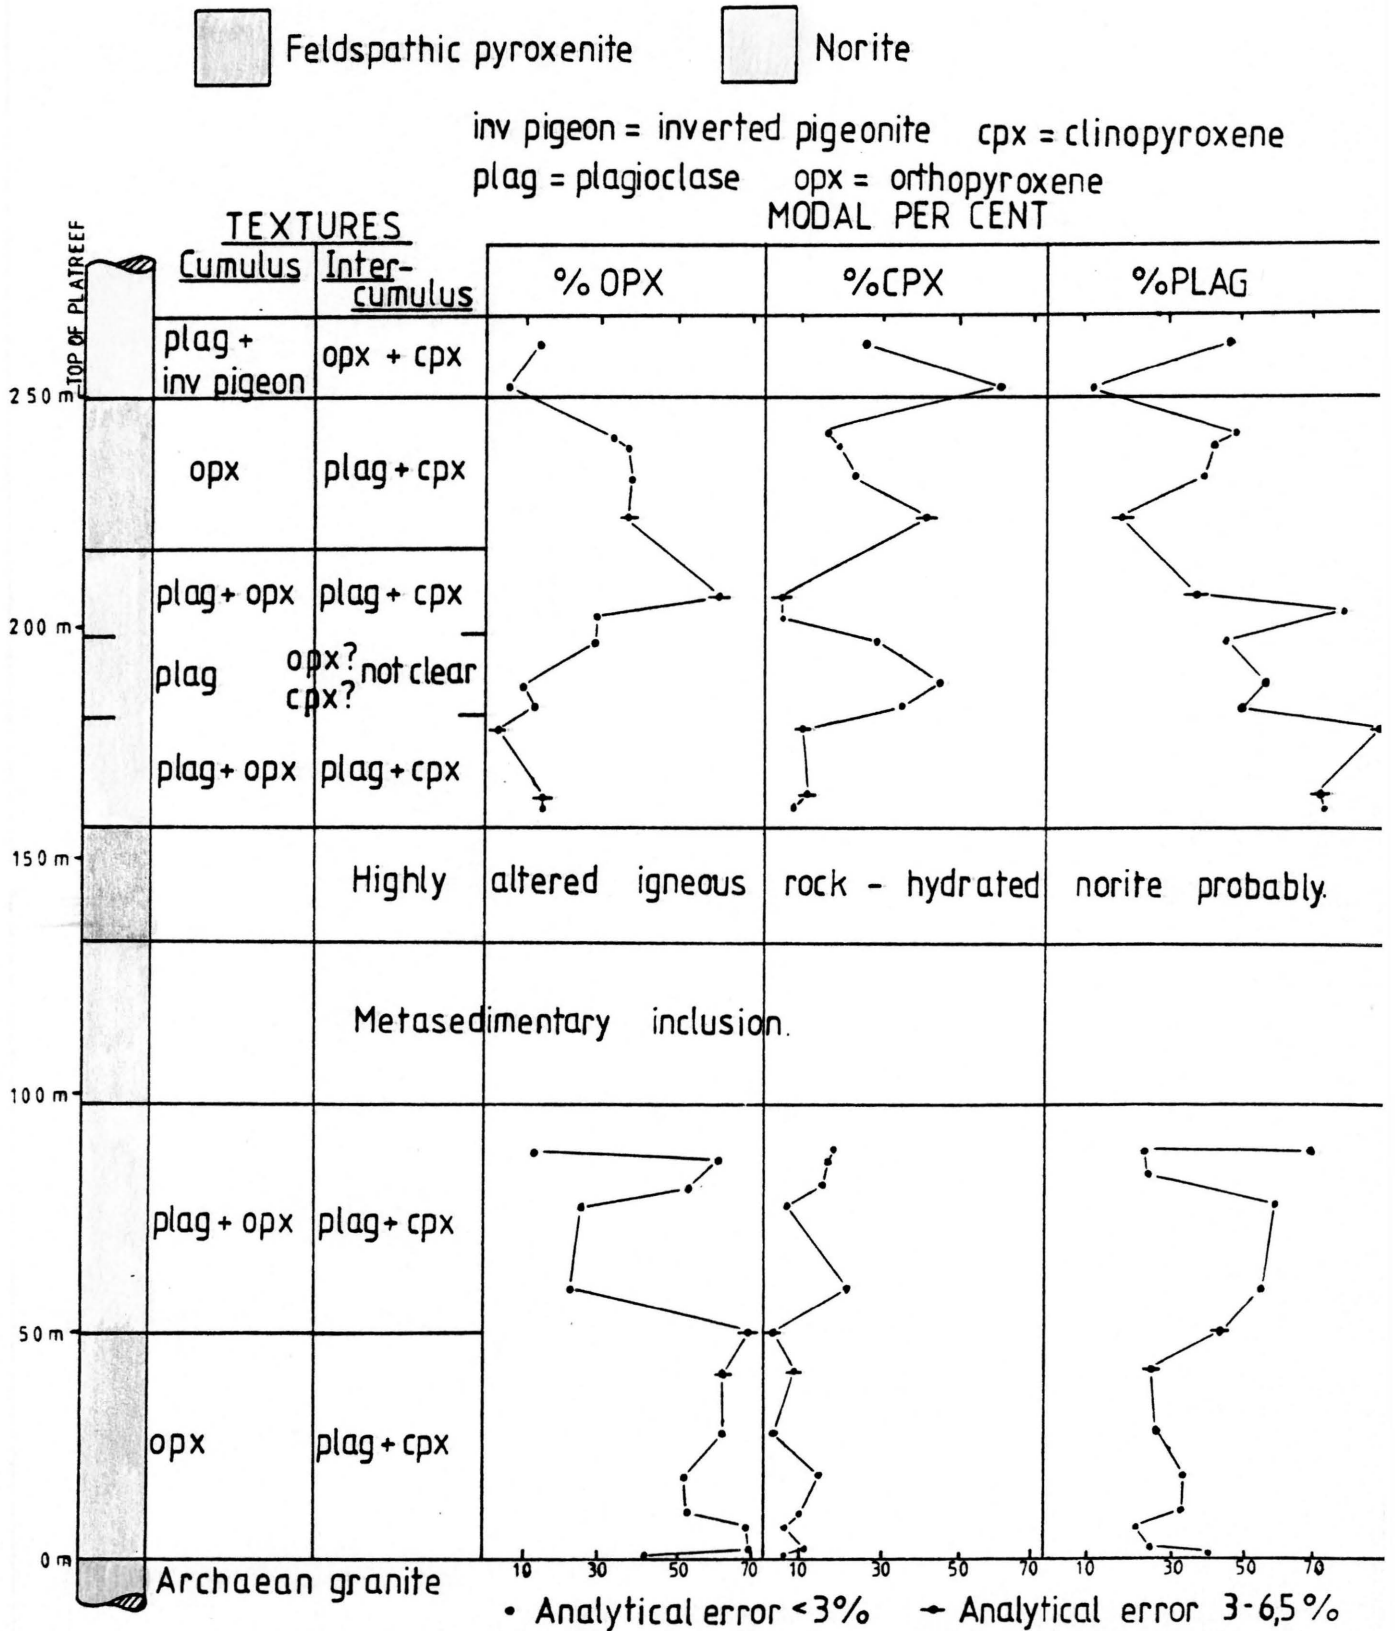 Feldspathic pyroxenite
Norite
inv pigeon = inverted pigeonite cpx = clinopyroxene
plag = plagioclase opx = orthopyroxene
TEXTURES
MODAL PER CENT
TOP OF PLATREEF
Cumulus
Inter-
cumulus
% OPX
%CPX
%PLAG
plag +
inv pigeon
opx + cpx
250 m
opx
plag + cpx
plag + opx
plag + cpx
200 m
plag
opx?
cpx?
not clear
plag + opx
plag + cpx
150 m
Highly altered igneous rock - hydrated norite probably.
Metasedimentary inclusion.
100 m
plag + opx
plag + cpx
50 m
opx
plag + cpx
0 m
10 30 50 70 10 30 50 70 10 30 50 70
Archaean granite
• Analytical error <3%
Analytical error 3-6,5%